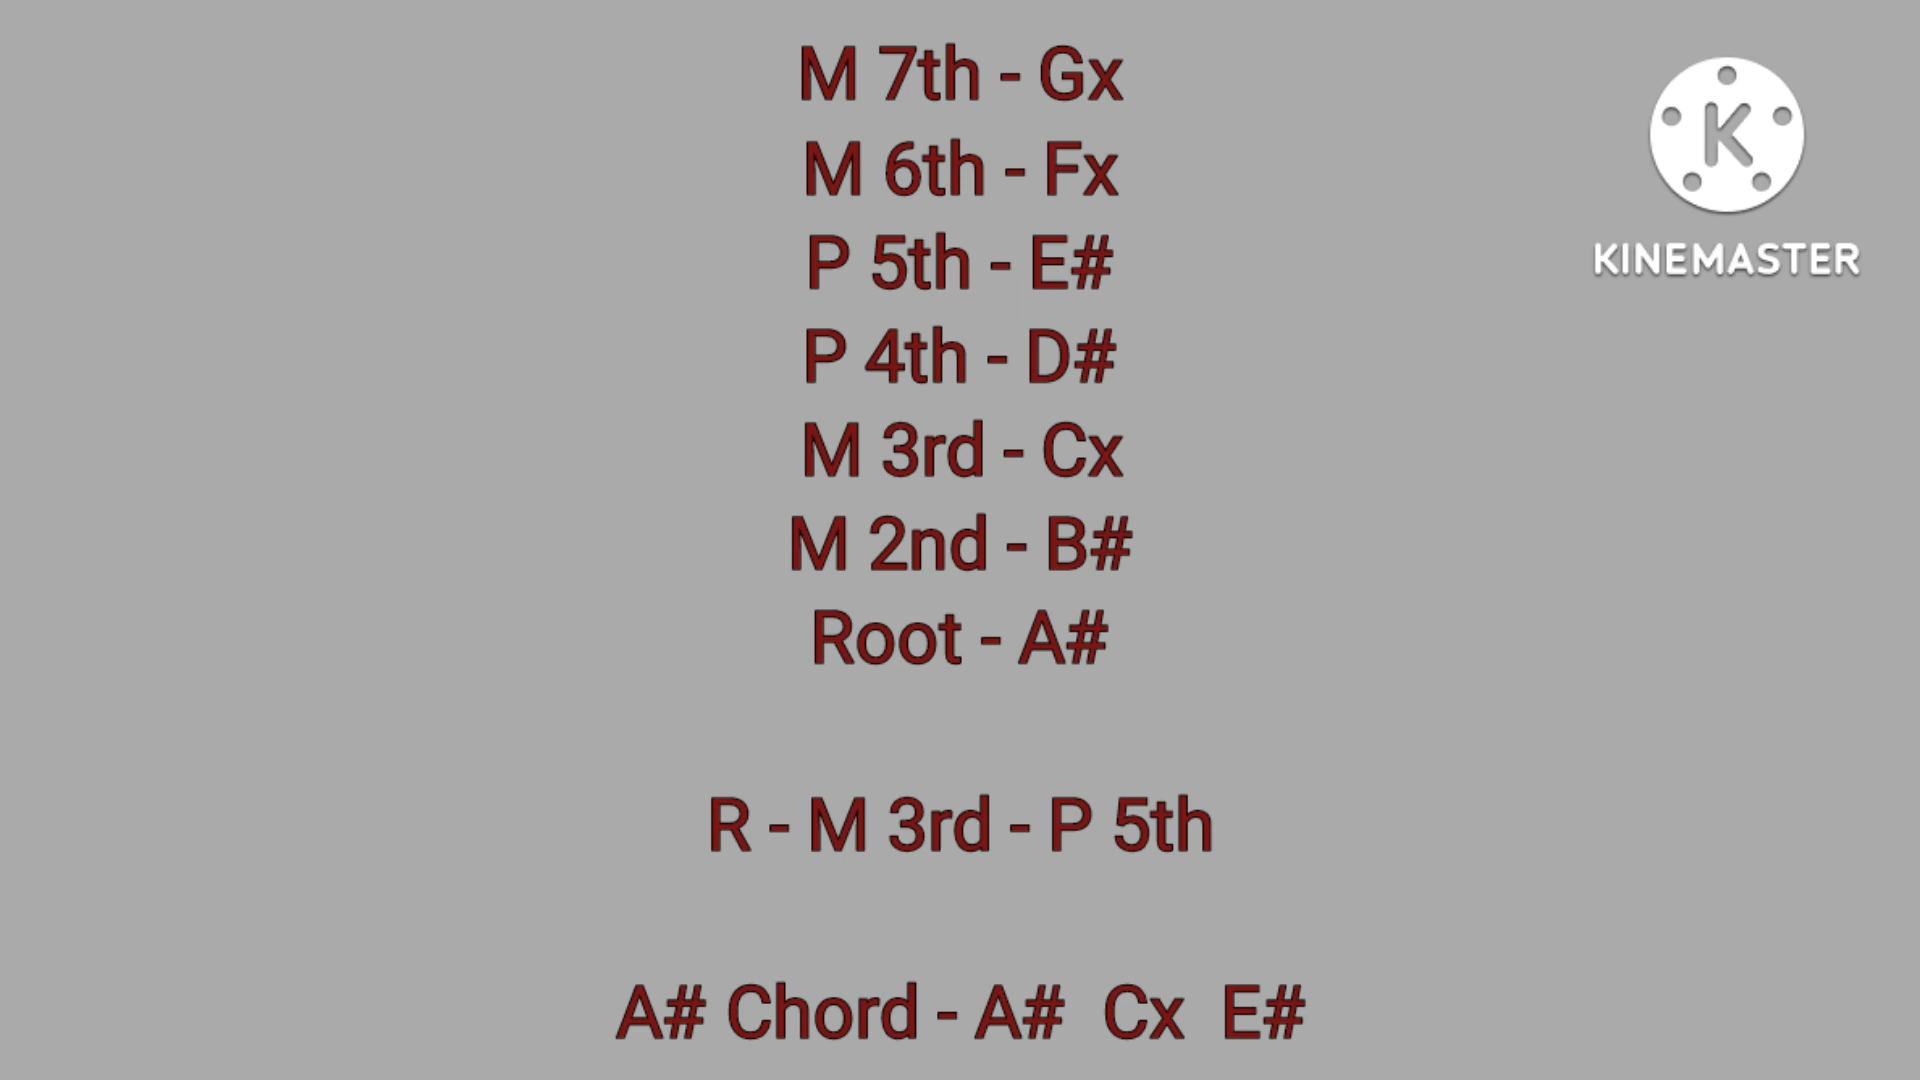 M 7th - Gx
M 6th - Fx
P 5th - E#
P 4th - D#
M 3rd - Cx
M 2nd - B#
Root - A#
R - M 3rd - P 5th
A# Chord - A# Cx E#
K
KINEMASTER